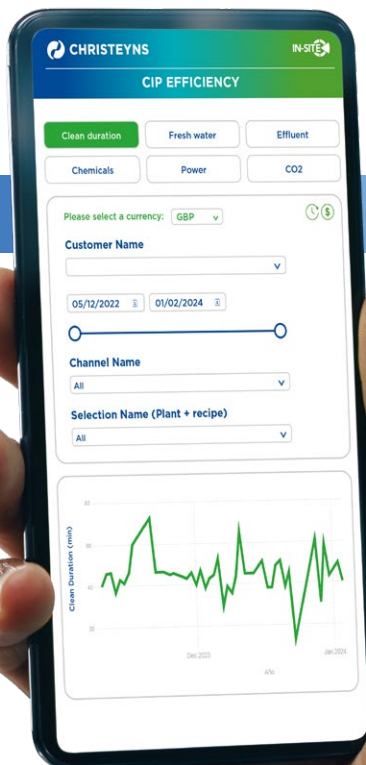 CHRISTEYNS
IN-SITE
CIP EFFICIENCY
Clean duration
Fresh water
Effluent
Chemicals
Power
CO2
Please select a currency: GBP
Customer Name
05/12/2022
01/02/2024
Channel Name
All
Selection Name (Plant + recipe)
All
Clean Duration (min)
40
Dec 2023
Jan 2024
Año